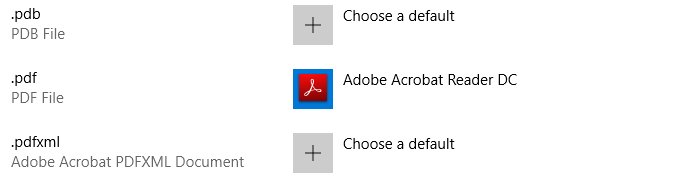 .pdb
PDB File
Choose a default
.pdf
PDF File
Adobe Acrobat Reader DC
.pdfxml
Adobe Acrobat PDFXML Document
Choose a default